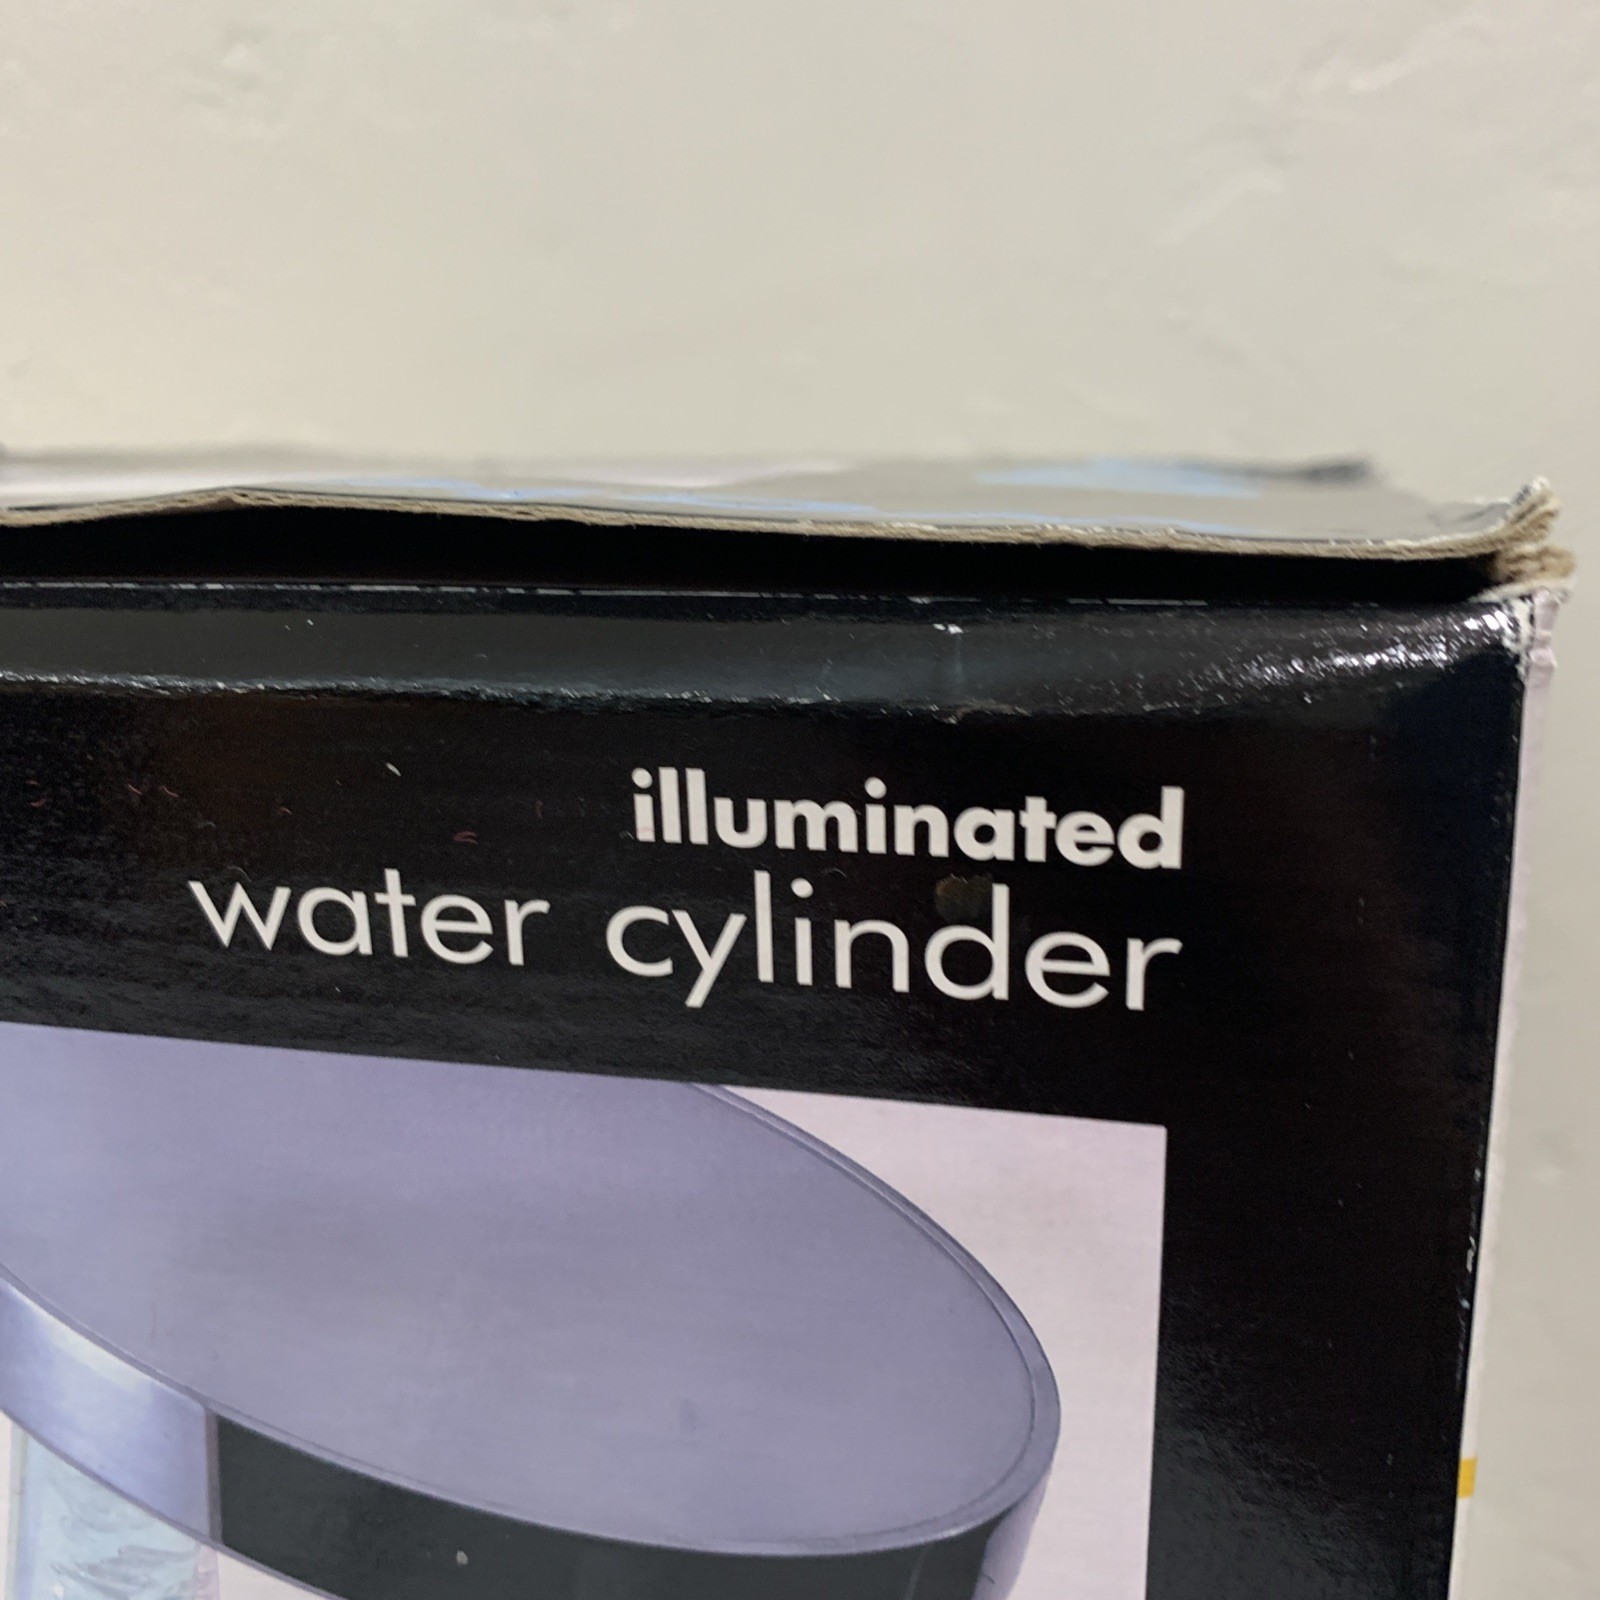 illuminated
water cylinder